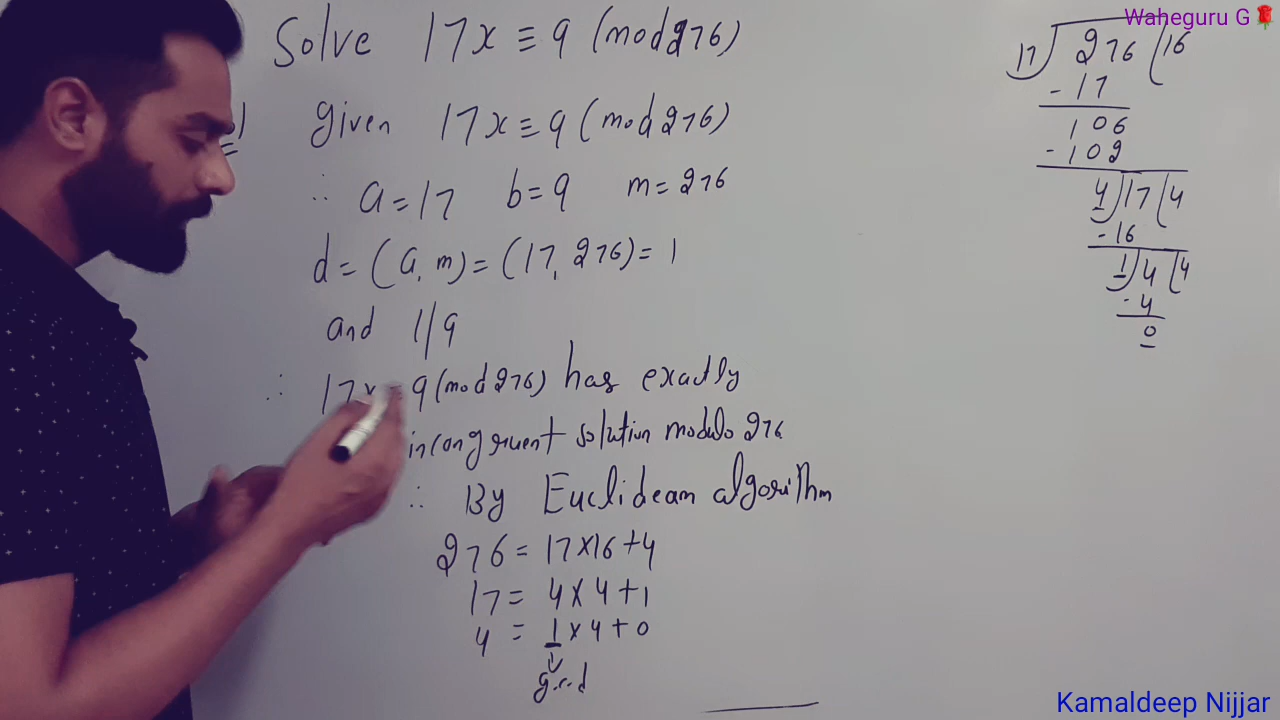 Waheguru G🌹
Solve 17x ≡ 9 (mod 276)
given 17x ≡ 9 (mod 276)
∴ a = 17 b = 9 m = 276
d = (a, m) = (17, 276) = 1
and 1/9
∴ 17x ≡ 9 (mod 276) has exactly
incongruent solution modulo 276
∴ By Euclidean algorithm
276 = 17×16+4
17 = 4×4+1
4 = 1×4+0
g.c.d
17) 276 (16
-17
106
-102
4) 17 (4
-16
1) 4 (4
-4
0
Kamaldeep Nijjar